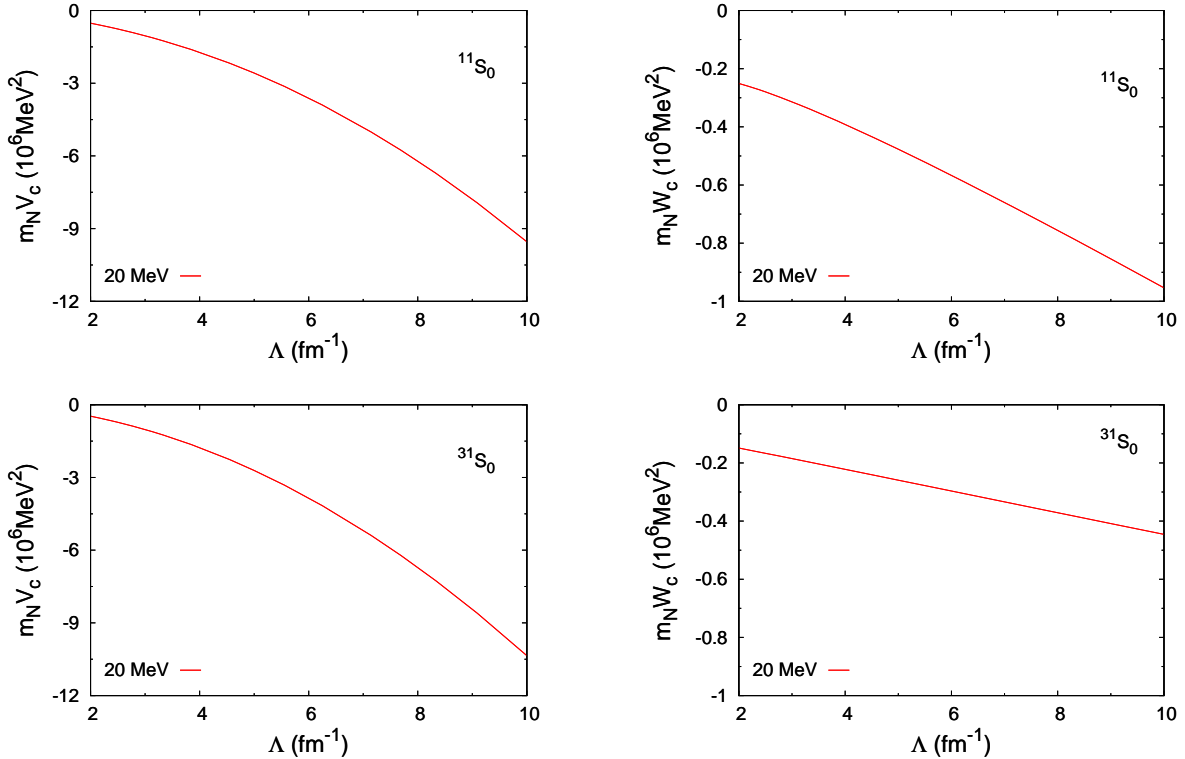 0
-3
-6
-9
-12
2
4
6
8
10
m_N V_c (10^6 MeV^2)
Λ (fm^-1)
^11S_0
20 MeV
0
-0.2
-0.4
-0.6
-0.8
-1
2
4
6
8
10
m_N W_c (10^6 MeV^2)
Λ (fm^-1)
^11S_0
20 MeV
0
-3
-6
-9
-12
2
4
6
8
10
m_N V_c (10^6 MeV^2)
Λ (fm^-1)
^31S_0
20 MeV
0
-0.2
-0.4
-0.6
-0.8
-1
2
4
6
8
10
m_N W_c (10^6 MeV^2)
Λ (fm^-1)
^31S_0
20 MeV